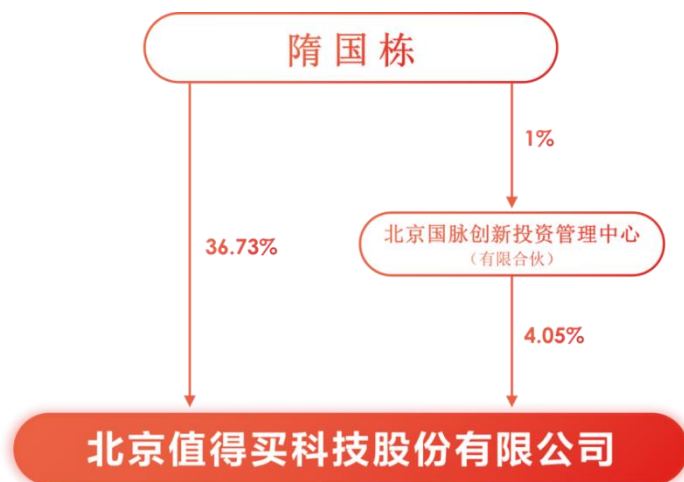 隋国栋
1%
北京国脉创新投资管理中心
（有限合伙）
36.73%
4.05%
北京值得买科技股份有限公司